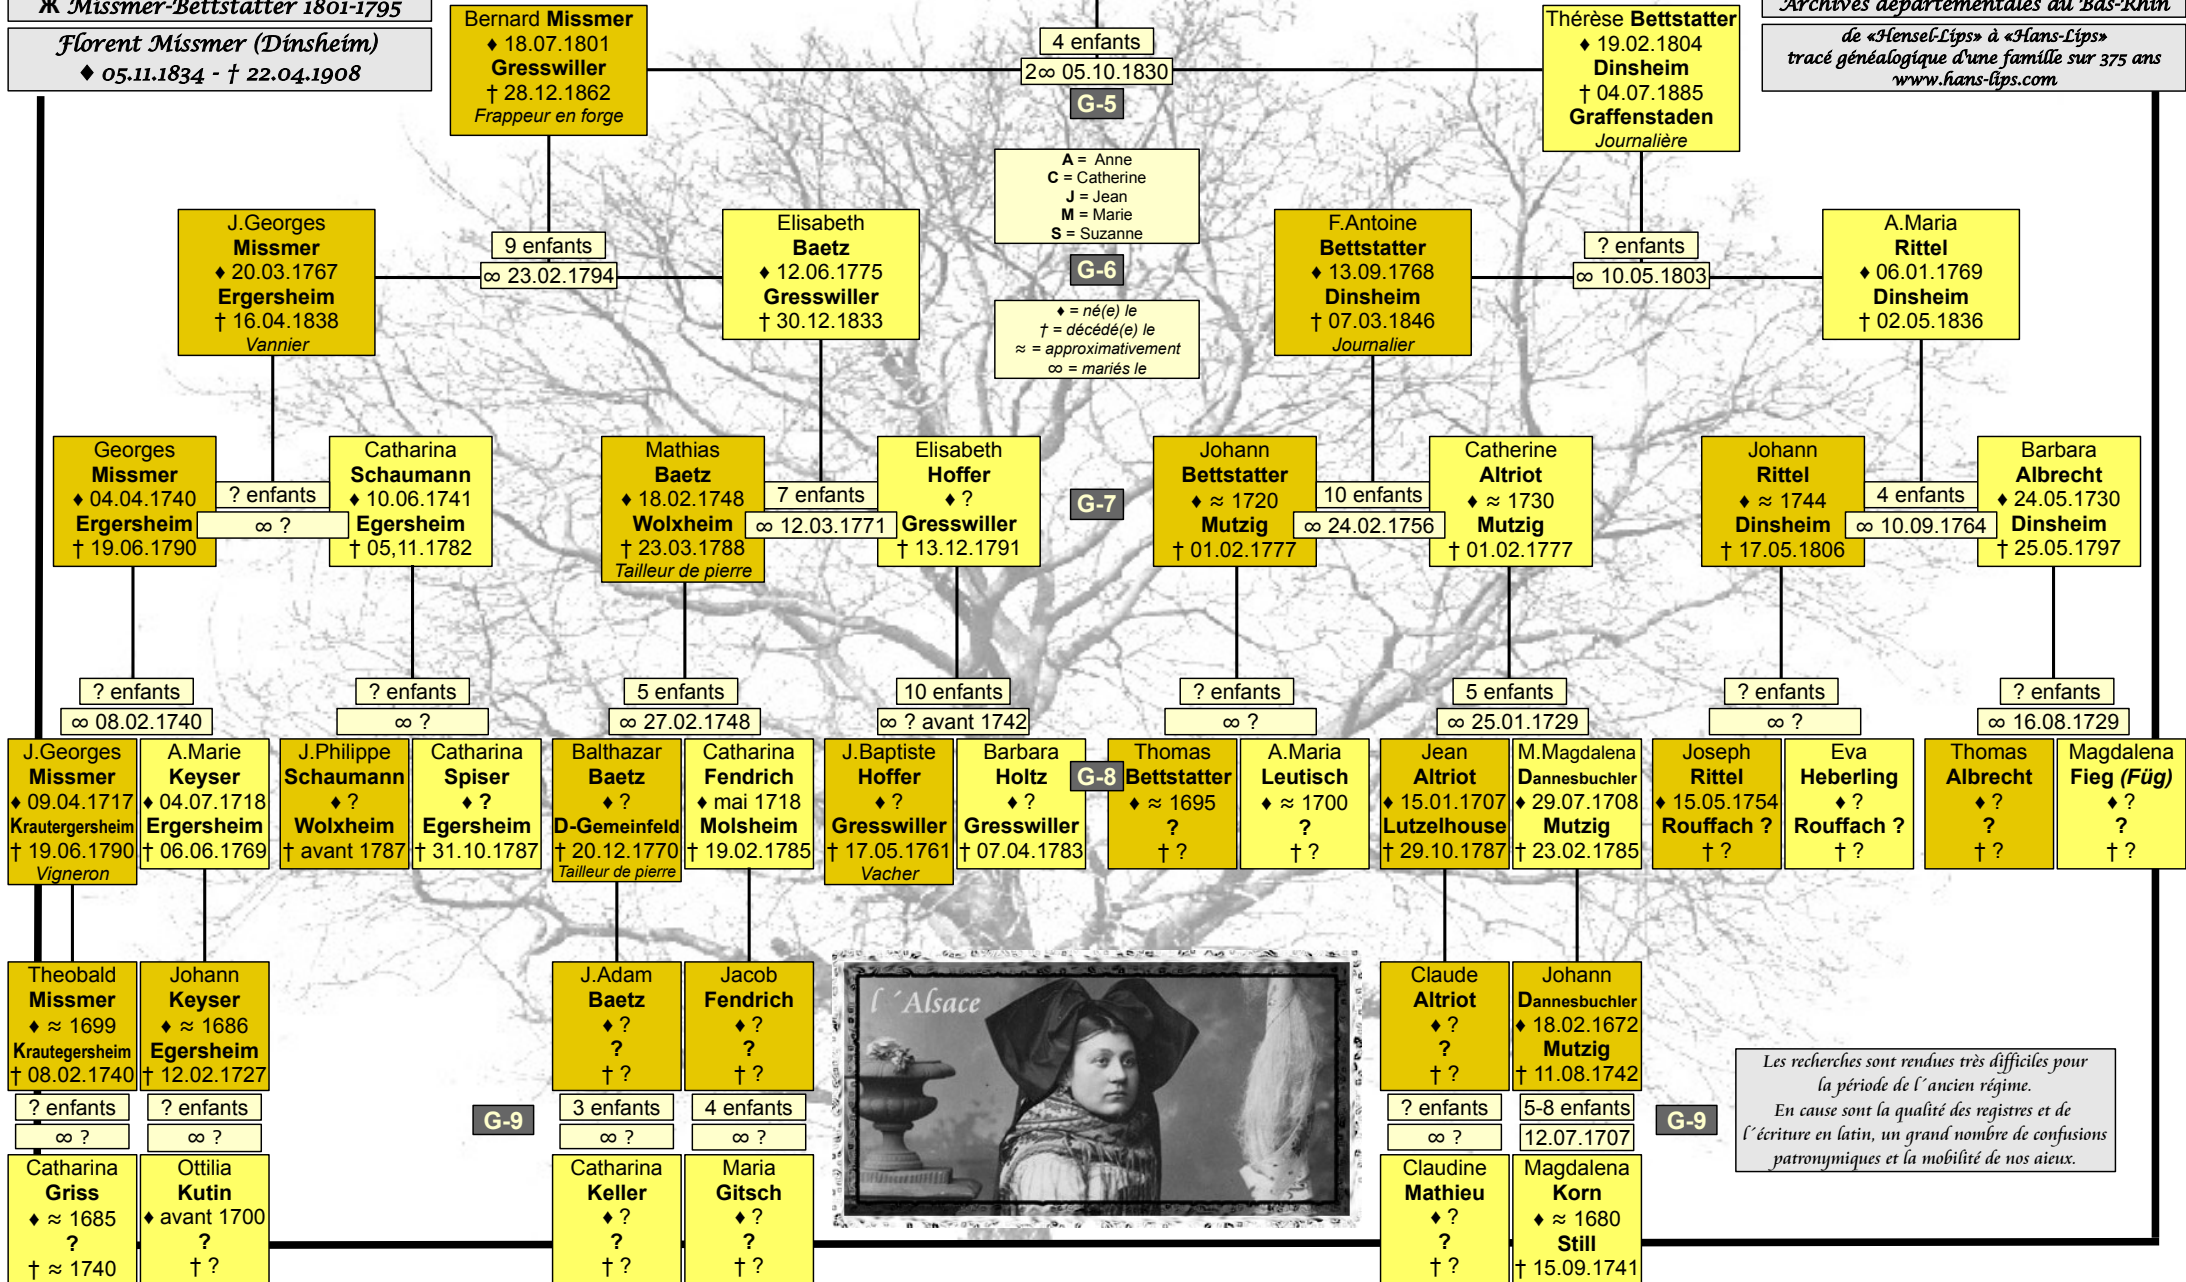 Ж Missmer-Bettstatter 1801-1795
Florent Missmer (Dinsheim)
♦ 05.11.1834 - † 22.04.1908
Bernard Missmer
♦ 18.07.1801
Gresswiller
† 28.12.1862
Frappeur en forge
4 enfants
2∞ 05.10.1830
G-5
Thérèse Bettstatter
♦ 19.02.1804
Dinsheim
† 04.07.1885
Graffenstaden
Journalière
Archives départementales du Bas-Rhin
de «Hensel-Lips» à «Hans-Lips»
tracé généalogique d'une famille sur 375 ans
www.hans-lips.com
A = Anne
C = Catherine
J = Jean
M = Marie
S = Suzanne
G-6
♦ = né(e) le
† = décédé(e) le
≈ = approximativement
∞ = mariés le
J.Georges
Missmer
♦ 20.03.1767
Ergersheim
† 16.04.1838
Vannier
9 enfants
∞ 23.02.1794
Elisabeth
Baetz
♦ 12.06.1775
Gresswiller
† 30.12.1833
F.Antoine
Bettstatter
♦ 13.09.1768
Dinsheim
† 07.03.1846
Journalier
? enfants
∞ 10.05.1803
A.Maria
Rittel
♦ 06.01.1769
Dinsheim
† 02.05.1836
Georges
Missmer
♦ 04.04.1740
Ergersheim
† 19.06.1790
? enfants
∞ ?
Catharina
Schaumann
♦ 10.06.1741
Egersheim
† 05,11.1782
Mathias
Baetz
♦ 18.02.1748
Wolxheim
† 23.03.1788
Tailleur de pierre
7 enfants
∞ 12.03.1771
Elisabeth
Hoffer
♦ ?
Gresswiller
† 13.12.1791
G-7
Johann
Bettstatter
♦ ≈ 1720
Mutzig
† 01.02.1777
10 enfants
∞ 24.02.1756
Catherine
Altriot
♦ ≈ 1730
Mutzig
† 01.02.1777
Johann
Rittel
♦ ≈ 1744
Dinsheim
† 17.05.1806
4 enfants
∞ 10.09.1764
Barbara
Albrecht
♦ 24.05.1730
Dinsheim
† 25.05.1797
? enfants
∞ 08.02.1740
? enfants
∞ ?
5 enfants
∞ 27.02.1748
10 enfants
∞ ? avant 1742
? enfants
∞ ?
5 enfants
∞ 25.01.1729
? enfants
∞ ?
? enfants
∞ 16.08.1729
J.Georges
Missmer
♦ 09.04.1717
Krautergersheim
† 19.06.1790
Vigneron
A.Marie
Keyser
♦ 04.07.1718
Ergersheim
† 06.06.1769
J.Philippe
Schaumann
♦ ?
Wolxheim
† avant 1787
Catharina
Spiser
♦ ?
Egersheim
† 31.10.1787
Balthazar
Baetz
♦ ?
D-Gemeinfeld
† 20.12.1770
Tailleur de pierre
Catharina
Fendrich
♦ mai 1718
Molsheim
† 19.02.1785
J.Baptiste
Hoffer
♦ ?
Gresswiller
† 17.05.1761
Vacher
Barbara
Holtz
♦ ?
Gresswiller
† 07.04.1783
G-8
Thomas
Bettstatter
♦ ≈ 1695
?
† ?
A.Maria
Leutisch
♦ ≈ 1700
?
† ?
Jean
Altriot
♦ 15.01.1707
Lutzelhouse
† 29.10.1787
M.Magdalena
Dannesbuchler
♦ 29.07.1708
Mutzig
† 23.02.1785
Joseph
Rittel
♦ 15.05.1754
Rouffach ?
† ?
Eva
Heberling
♦ ?
Rouffach ?
† ?
Thomas
Albrecht
♦ ?
?
† ?
Magdalena
Fieg (Füg)
♦ ?
?
† ?
Theobald
Missmer
♦ ≈ 1699
Krautegersheim
† 08.02.1740
? enfants
∞ ?
Catharina
Griss
♦ ≈ 1685
?
† ≈ 1740
Johann
Keyser
♦ ≈ 1686
Egersheim
† 12.02.1727
? enfants
∞ ?
Ottilia
Kutin
♦ avant 1700
?
† ?
G-9
J.Adam
Baetz
♦ ?
?
† ?
3 enfants
∞ ?
Catharina
Keller
♦ ?
?
† ?
Jacob
Fendrich
♦ ?
?
† ?
4 enfants
∞ ?
Maria
Gitsch
♦ ?
?
† ?
l ´Alsace
Claude
Altriot
♦ ?
?
† ?
? enfants
∞ ?
Claudine
Mathieu
♦ ?
?
† ?
Johann
Dannesbuchler
♦ 18.02.1672
Mutzig
† 11.08.1742
5-8 enfants
12.07.1707
Magdalena
Korn
♦ ≈ 1680
Still
† 15.09.1741
G-9
Les recherches sont rendues très difficiles pour
la période de l´ancien régime.
En cause sont la qualité des registres et de
l´écriture en latin, un grand nombre de confusions
patronymiques et la mobilité de nos aieux.